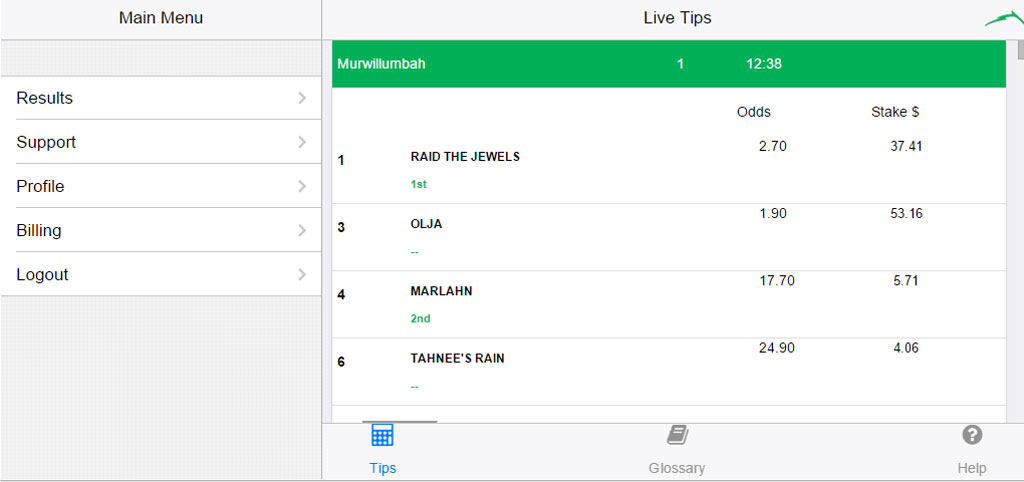 Main Menu
Live Tips
Results
Support
Profile
Billing
Logout
Murwillumbah 1 12:38
Odds Stake $
1 RAID THE JEWELS 2.70 37.41
1st
3 OLJA 1.90 53.16
--
4 MARLAHN 17.70 5.71
2nd
6 TAHNEE'S RAIN 24.90 4.06
--
Tips Glossary Help